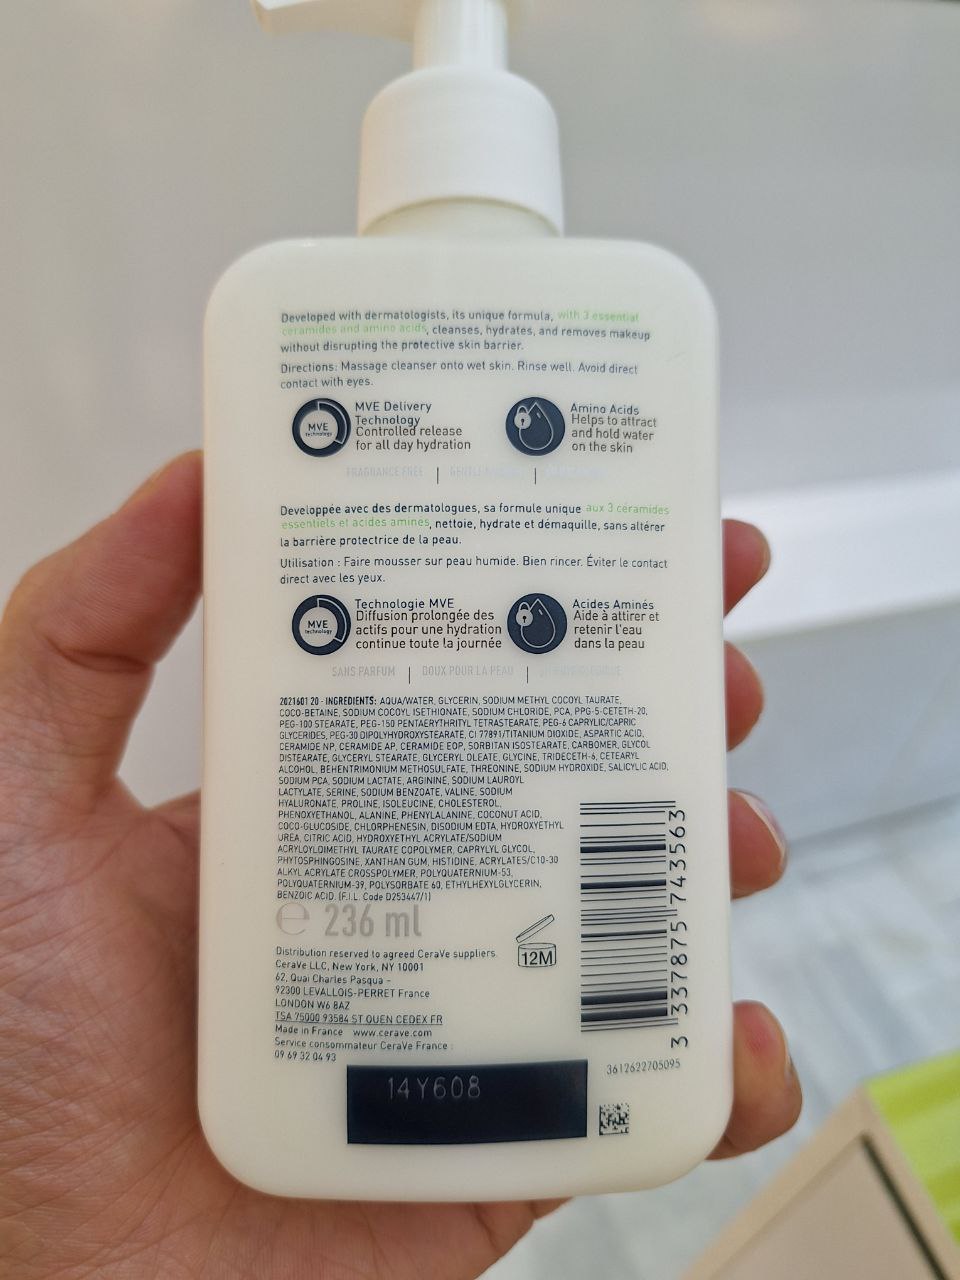 Developed with dermatologists, its unique formula, with 3 essential
ceramides and amino acids, cleanses, hydrates, and removes makeup
without disrupting the protective skin barrier.
Directions: Massage cleanser onto wet skin. Rinse well. Avoid direct
contact with eyes.
MVE
technology
MVE Delivery
Technology
Controlled release
for all day hydration
Amino Acids
Helps to attract
and hold water
on the skin
FRAGRANCE FREE | GENTLE
Developpée avec des dermatologues, sa formule unique aux 3 céramides
essentiels et acides amines, nettoie, hydrate et démaquille, sans altérer
la barrière protectrice de la peau.
Utilisation : Faire mousser sur peau humide. Bien rincer. Éviter le contact
direct avec les yeux.
MVE
technology
Technologie MVE
Diffusion prolongée des
actifs pour une hydration
continue toute la journée
Acides Aminés
Aide à attirer et
retenir l'eau
dans la peau
SANS PARFUM | DOUX POUR LA PEAU |
2021601 20 - INGREDIENTS: AQUA/WATER, GLYCERIN, SODIUM METHYL COCOYL TAURATE,
COCO-BETAINE, SODIUM COCOYL ISETHIONATE, SODIUM CHLORIDE, PCA, PPG-5-CETETH-20,
PEG-100 STEARATE, PEG-150 PENTAERYTHRITYL TETRASTEARATE, PEG-6 CAPRYLIC/CAPRIC
GLYCERIDES, PEG-30 DIPOLYHYDROXYSTEARATE, CI 77891/TITANIUM DIOXIDE, ASPARTIC ACID,
CERAMIDE NP, CERAMIDE AP, CERAMIDE EOP, SORBITAN ISOSTEARATE, CARBOMER, GLYCOL
DISTEARATE, GLYCERYL STEARATE, GLYCERYL OLEATE, GLYCINE, TRIDECETH-6, CETEARYL
ALCOHOL, BEHENTRIMONIUM METHOSULFATE, THREONINE, SODIUM HYDROXIDE, SALICYLIC ACID,
SODIUM PCA, SODIUM LACTATE, ARGININE, SODIUM LAUROYL
LACTYLATE, SERINE, SODIUM BENZOATE, VALINE, SODIUM
HYALURONATE, PROLINE, ISOLEUCINE, CHOLESTEROL,
PHENOXYETHANOL, ALANINE, PHENYLALANINE, COCONUT ACID,
COCO-GLUCOSIDE, CHLORPHENESIN, DISODIUM EDTA, HYDROXYETHYL
UREA, CITRIC ACID, HYDROXYETHYL ACRYLATE/SODIUM
ACRYLOYLDIMETHYL TAURATE COPOLYMER, CAPRYLYL GLYCOL,
PHYTOSPHINGOSINE, XANTHAN GUM, HISTIDINE, ACRYLATES/C10-30
ALKYL ACRYLATE CROSSPOLYMER, POLYQUATERNIUM-53,
POLYQUATERNIUM-39, POLYSORBATE 60, ETHYLHEXYLGLYCERIN,
BENZOIC ACID. (F.I.L. Code D253447/1)
℮ 236 ml
12M
Distribution reserved to agreed CeraVe suppliers.
CeraVe LLC, New York, NY 10001
62, Quai Charles Pasqua -
92300 LEVALLOIS-PERRET France
LONDON W6 8AZ
TSA 75000 93584 ST OUEN CEDEX FR
Made in France www.cerave.com
Service consommateur CeraVe France :
09 69 32 04 93
3 337875 743563
3612622705095
14Y608